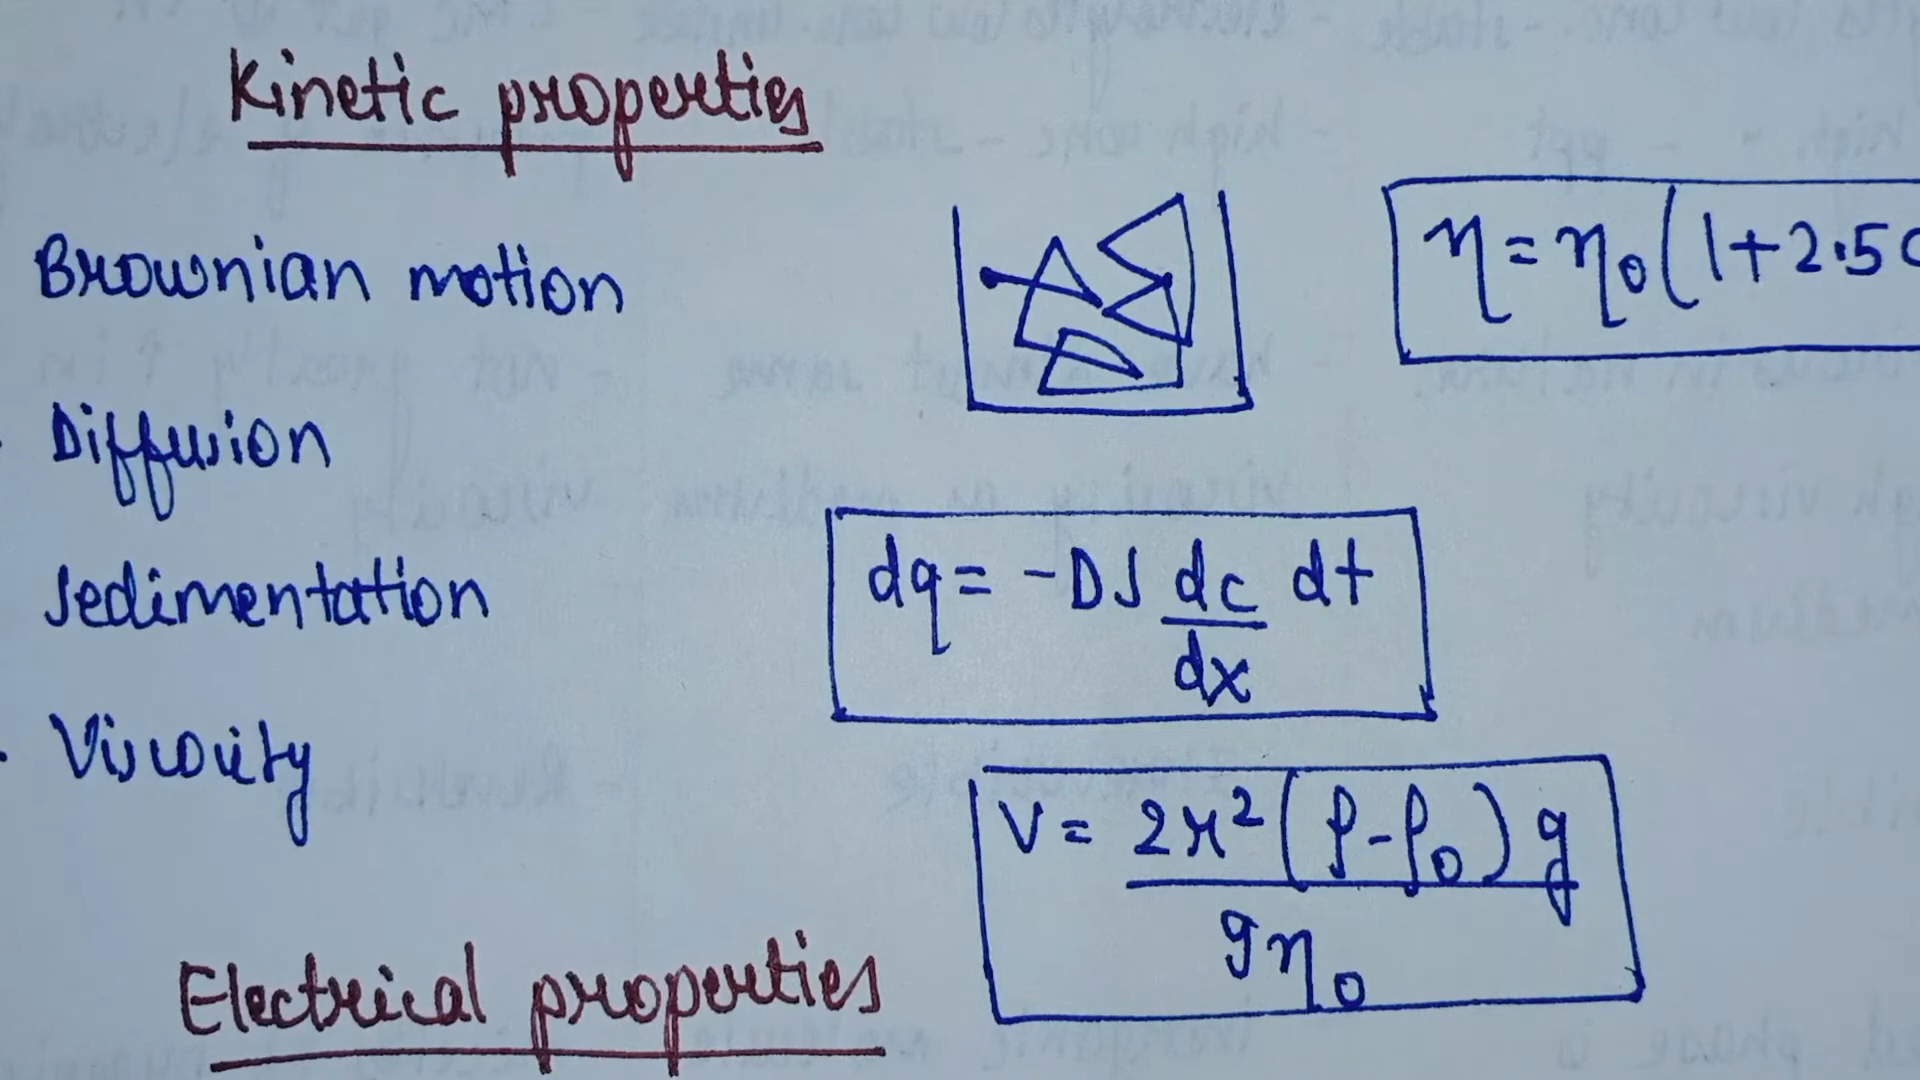 Kinetic properties
Brownian motion
η = η₀(1+2.5
Diffusion
dq = -DS dc/dx dt
Sedimentation
Viscosity
V = 2r²(ρ-ρ₀)g / 9η₀
Electrical properties